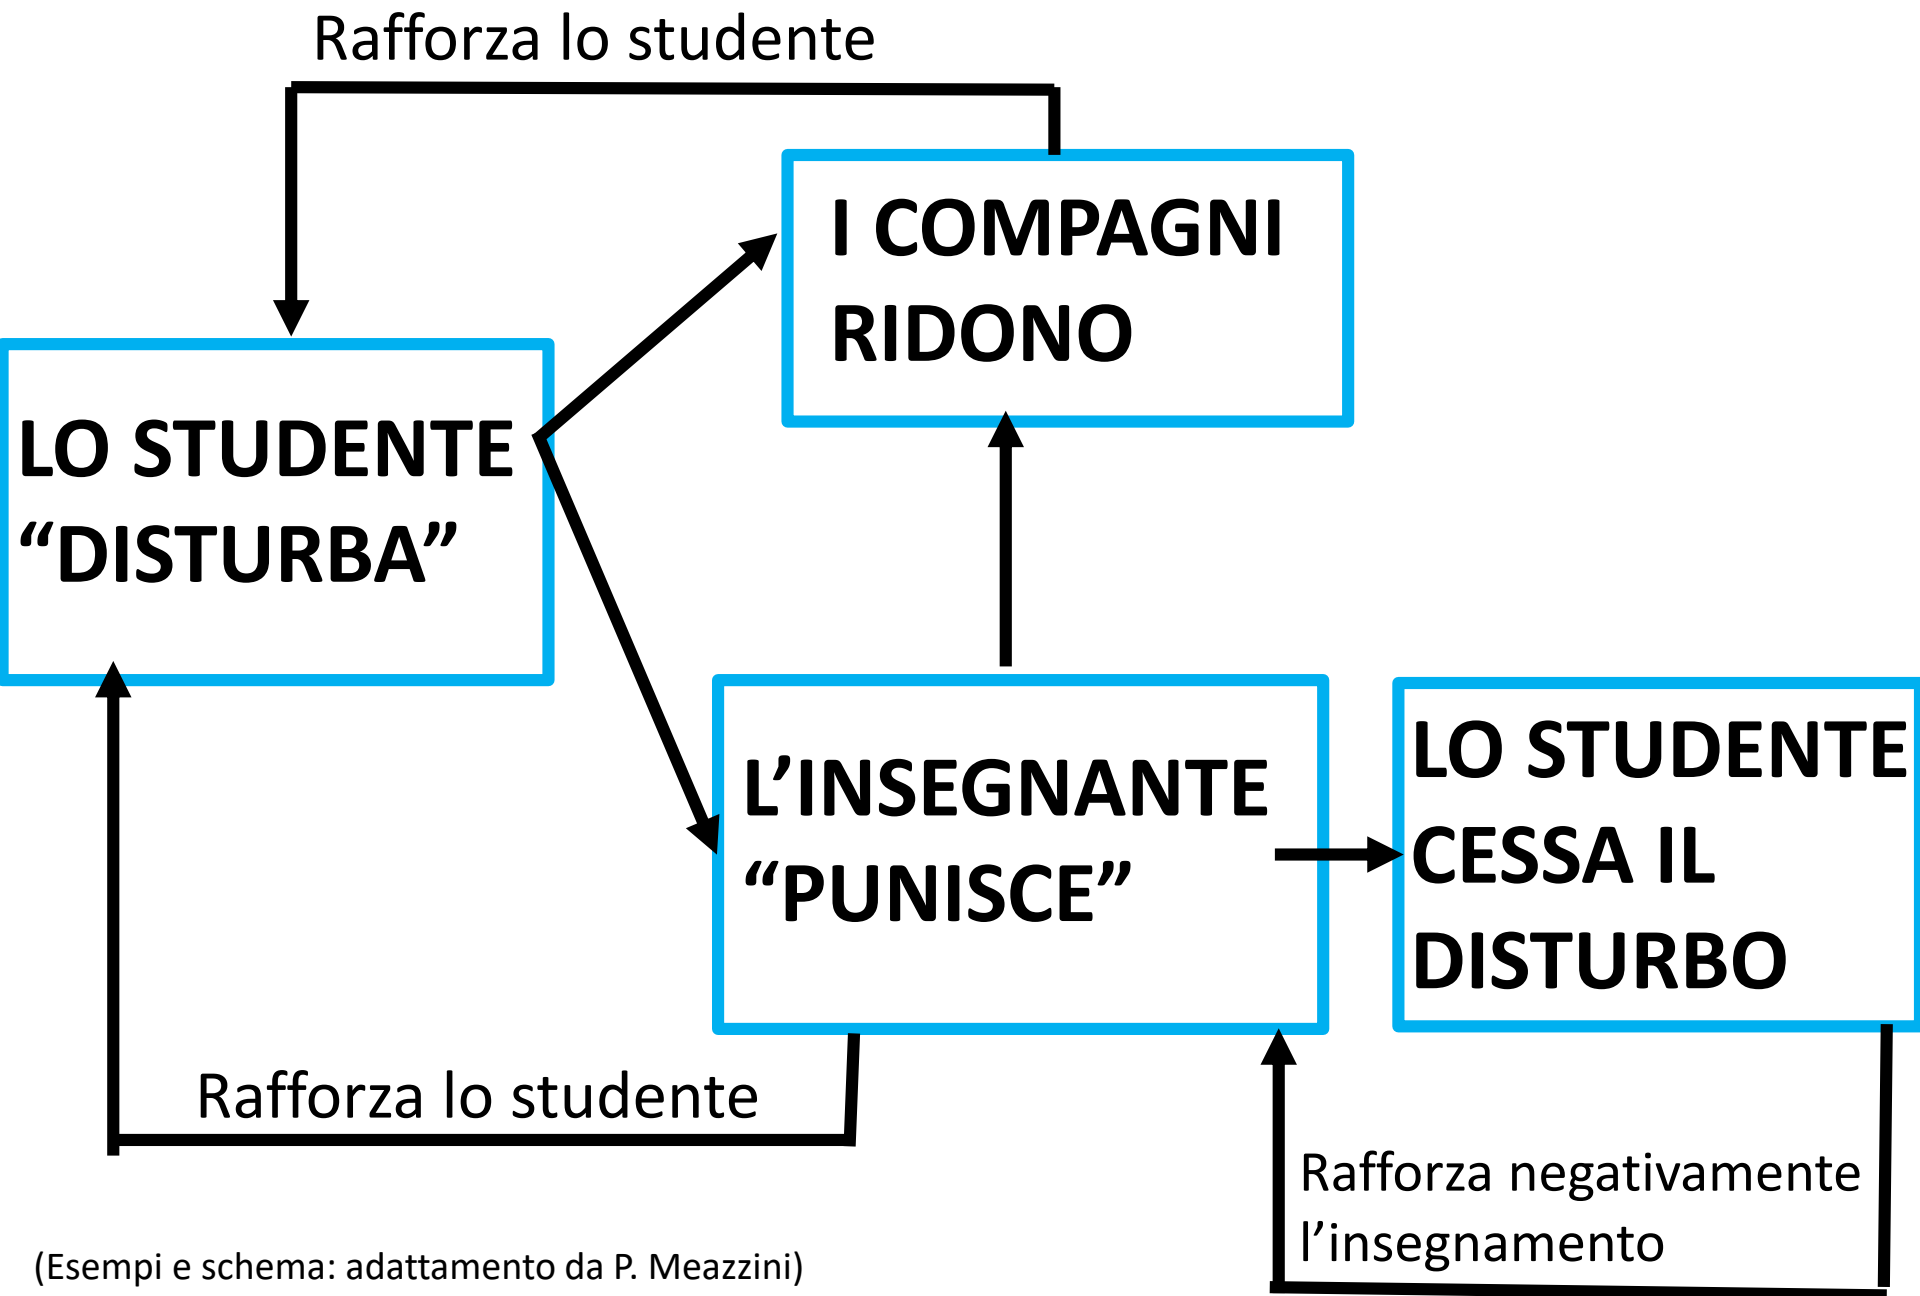 Rafforza lo studente
I COMPAGNI
RIDONO
LO STUDENTE
“DISTURBA”
L’INSEGNANTE
“PUNISCE”
LO STUDENTE
CESSA IL
DISTURBO
Rafforza lo studente
Rafforza negativamente
l’insegnamento
(Esempi e schema: adattamento da P. Meazzini)